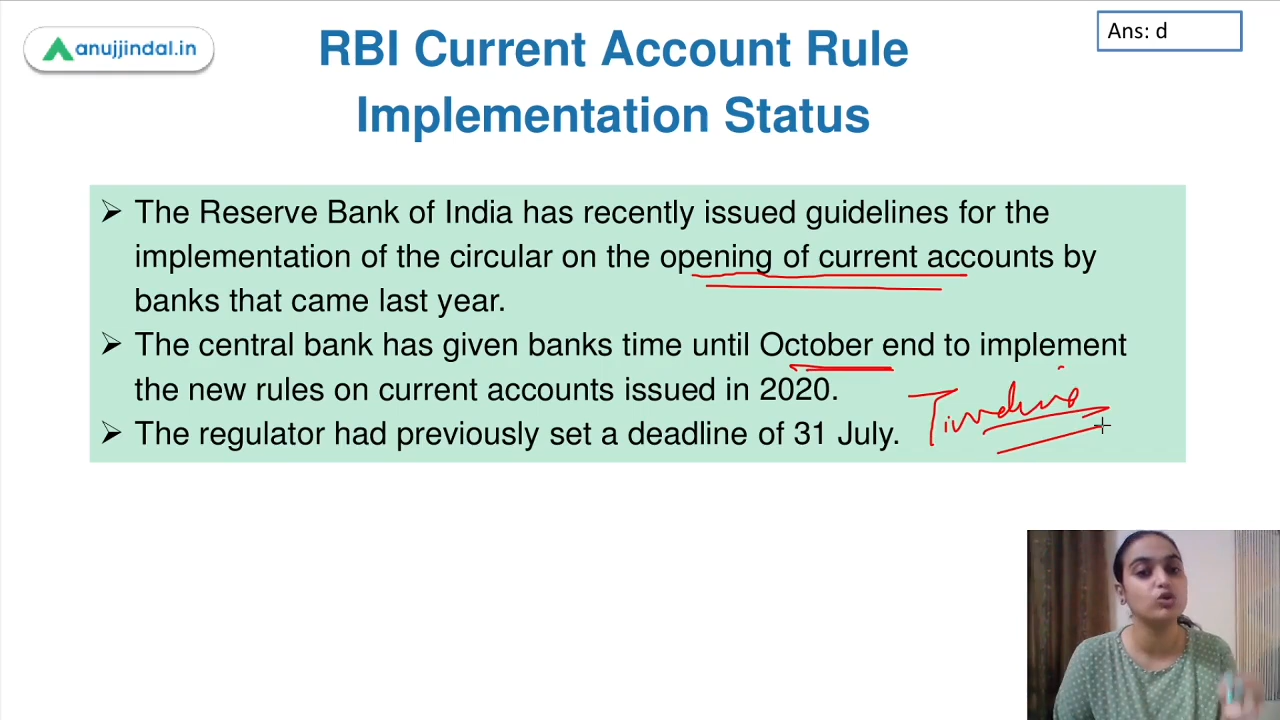 anujjindal.in
RBI Current Account Rule
Implementation Status
Ans: d
➢ The Reserve Bank of India has recently issued guidelines for the
implementation of the circular on the opening of current accounts by
banks that came last year.
➢ The central bank has given banks time until October end to implement
the new rules on current accounts issued in 2020.
➢ The regulator had previously set a deadline of 31 July.